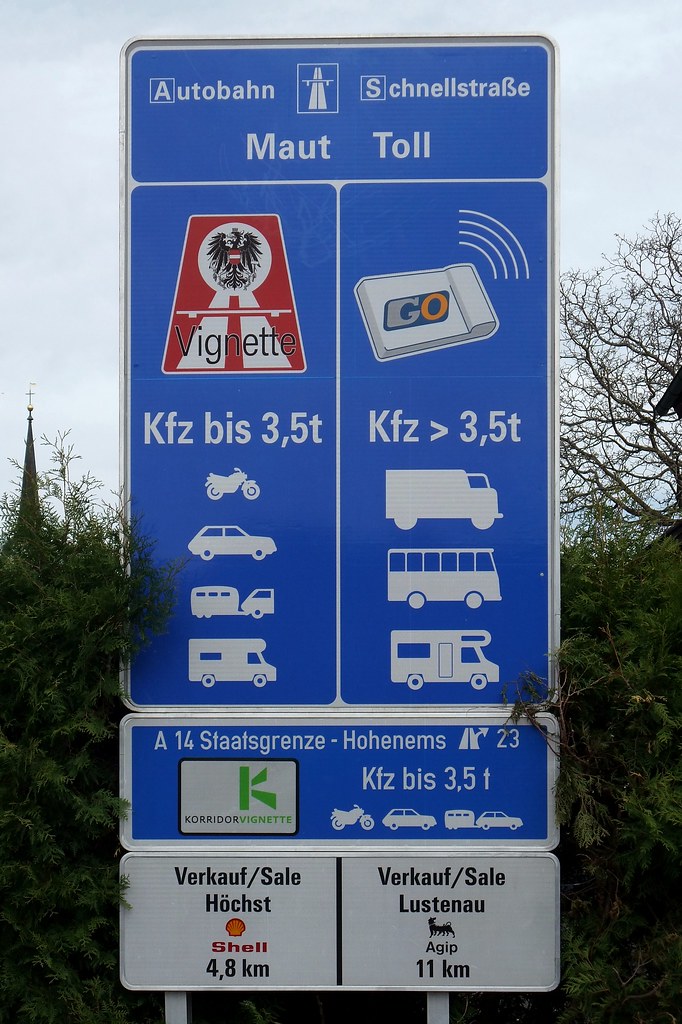 Autobahn Schnellstraße
Maut Toll
Vignette
GO
Kfz bis 3,5t
Kfz > 3,5t
A 14 Staatsgrenze - Hohenems 23
Kfz bis 3,5 t
K
KORRIDORVIGNETTE
Verkauf/Sale
Höchst
Shell
4,8 km
Verkauf/Sale
Lustenau
Agip
11 km